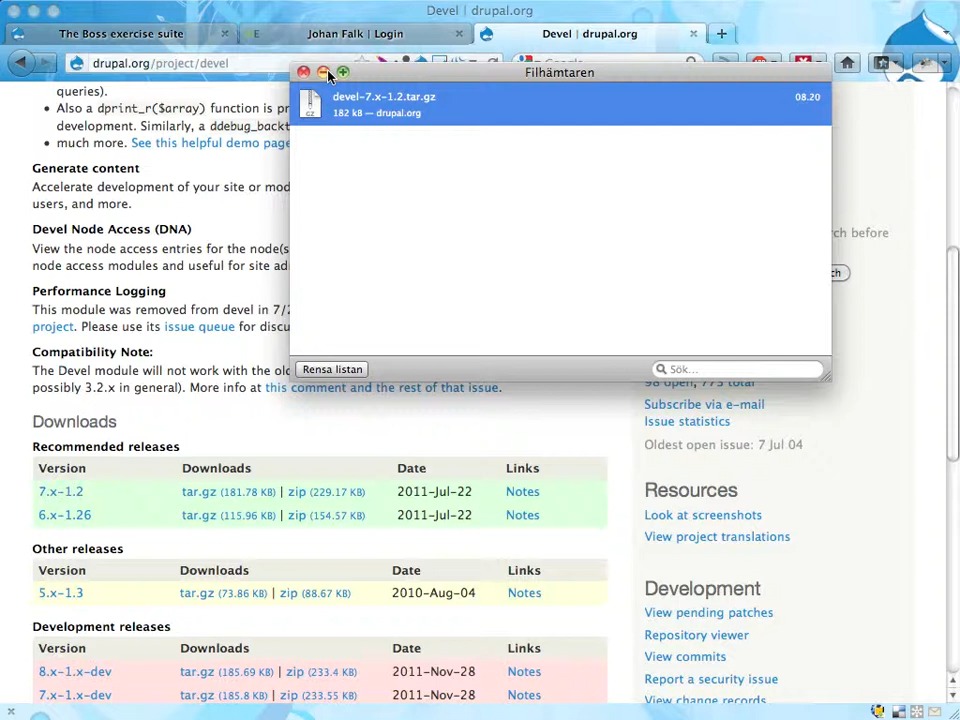 Devel | drupal.org
The Boss exercise suite
Johan Falk | Login
Devel | drupal.org
drupal.org/project/devel
Filhämtaren
devel-7.x-1.2.tar.gz
08.20
182 kB — drupal.org
Rensa listan
Sök...
queries).
Also a dprint_r($array) function is pr
development. Similarly, a ddebug_backt
much more. See this helpful demo page
Generate content
Accelerate development of your site or mod
users, and more.
Devel Node Access (DNA)
View the node access entries for the node(s
node access modules and useful for site ad
Performance Logging
This module was removed from devel in 7/2
project. Please use its issue queue for discu
Compatibility Note:
The Devel module will not work with the old
possibly 3.2.x in general). More info at this comment and the rest of that issue.
Downloads
Recommended releases
Version Downloads Date Links
7.x-1.2 tar.gz (181.78 KB) | zip (229.17 KB) 2011-Jul-22 Notes
6.x-1.26 tar.gz (115.96 KB) | zip (154.57 KB) 2011-Jul-22 Notes
Other releases
Version Downloads Date Links
5.x-1.3 tar.gz (73.86 KB) | zip (88.67 KB) 2010-Aug-04 Notes
Development releases
Version Downloads Date Links
8.x-1.x-dev tar.gz (185.69 KB) | zip (233.4 KB) 2011-Nov-28 Notes
7.x-1.x-dev tar.gz (185.8 KB) | zip (233.55 KB) 2011-Nov-28 Notes
rch before
ch
98 open, 773 total
Subscribe via e-mail
Issue statistics
Oldest open issue: 7 Jul 04
Resources
Look at screenshots
View project translations
Development
View pending patches
Repository viewer
View commits
Report a security issue
View change records